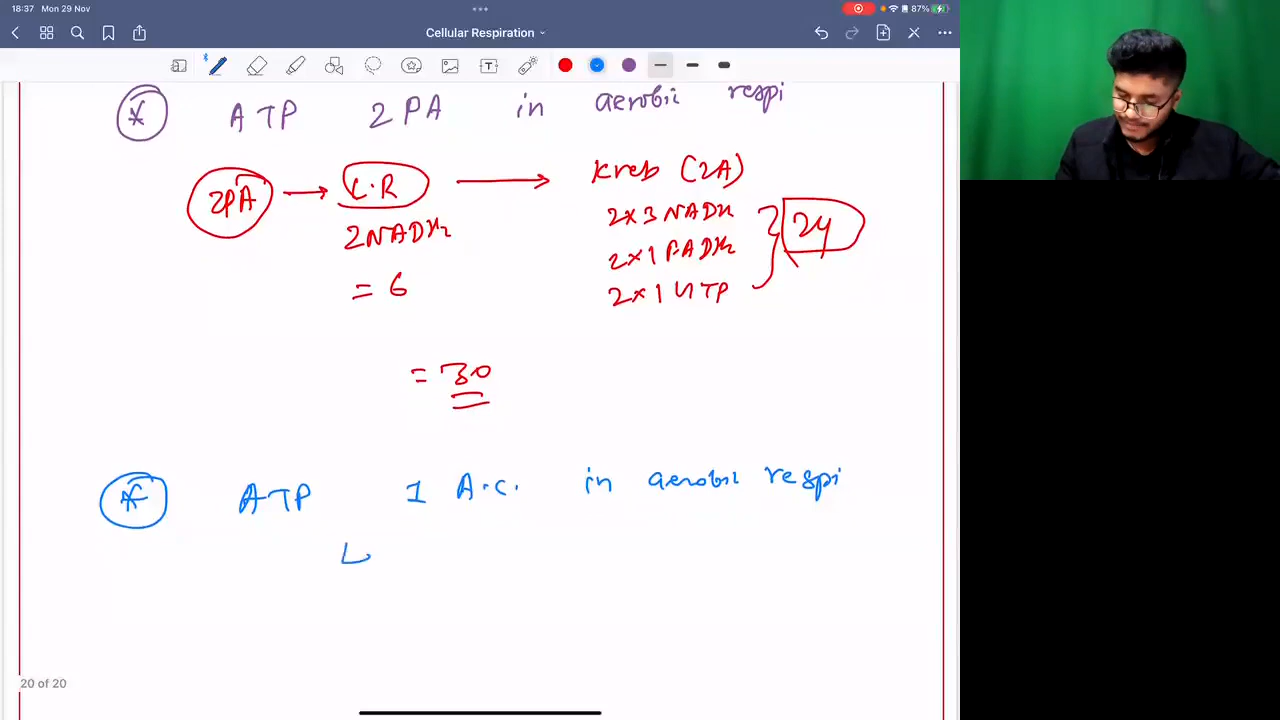 18:37 Mon 29 Nov
87%
Cellular Respiration
T
ATP 2PA in aerobic respi
2PA → L.R → Kreb (2A)
2NADH2
2×3 NADH2
2×1 FADH2
2×1 GTP
24
= 6
= 30
ATP 1 A.C. in aerobic respi
20 of 20